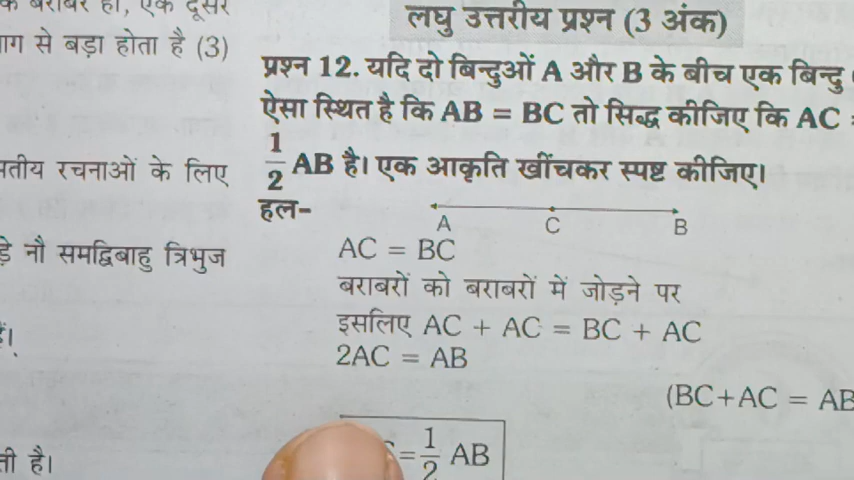 बराबर हो, एक दूसरे
से बड़ा होता है (3)
रचनाओं के लिए
नौ समद्विबाहु त्रिभुज
है।
लघु उत्तरीय प्रश्न (3 अंक)
प्रश्न 12. यदि दो बिन्दुओं A और B के बीच एक बिन्दु
ऐसा स्थित है कि AB = BC तो सिद्ध कीजिए कि AC =
1/2 AB है। एक आकृति खींचकर स्पष्ट कीजिए।
हल-
A C B
AC = BC
बराबरों को बराबरों में जोड़ने पर
इसलिए AC + AC = BC + AC
2AC = AB
(BC+AC = AB
= 1/2 AB